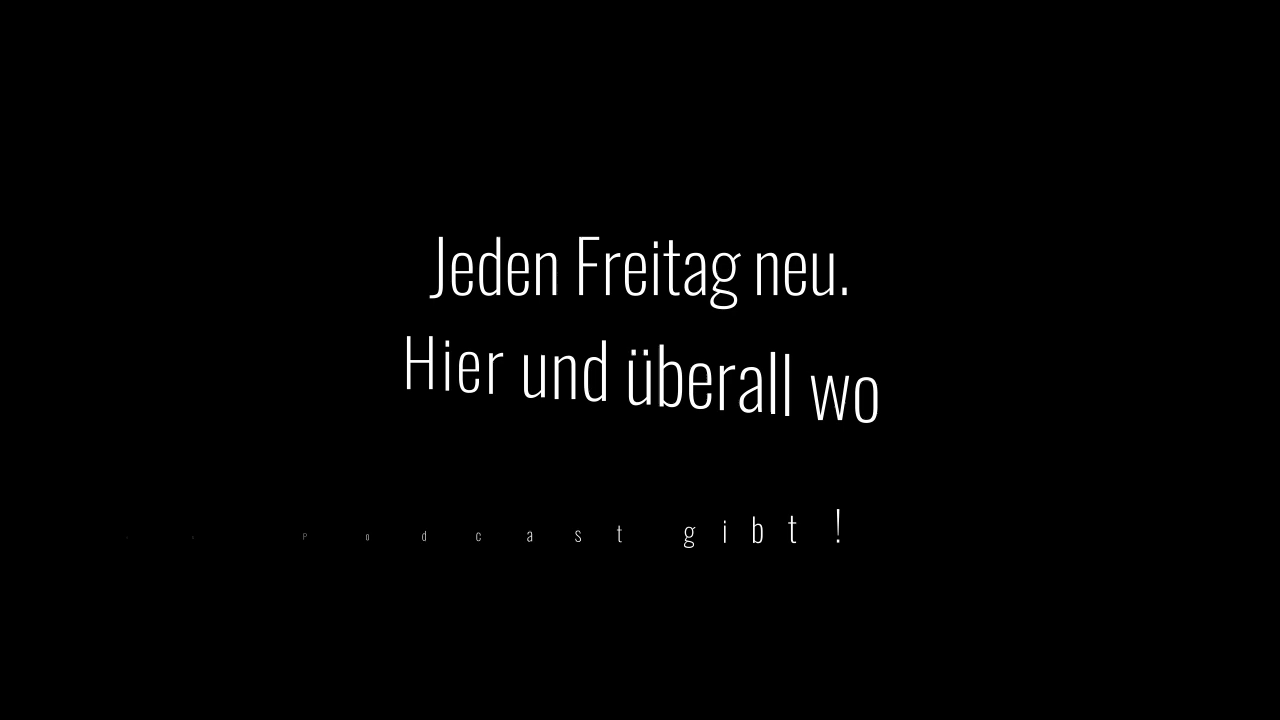 Jeden Freitag neu.
Hier und überall wo
Podcast gibt !